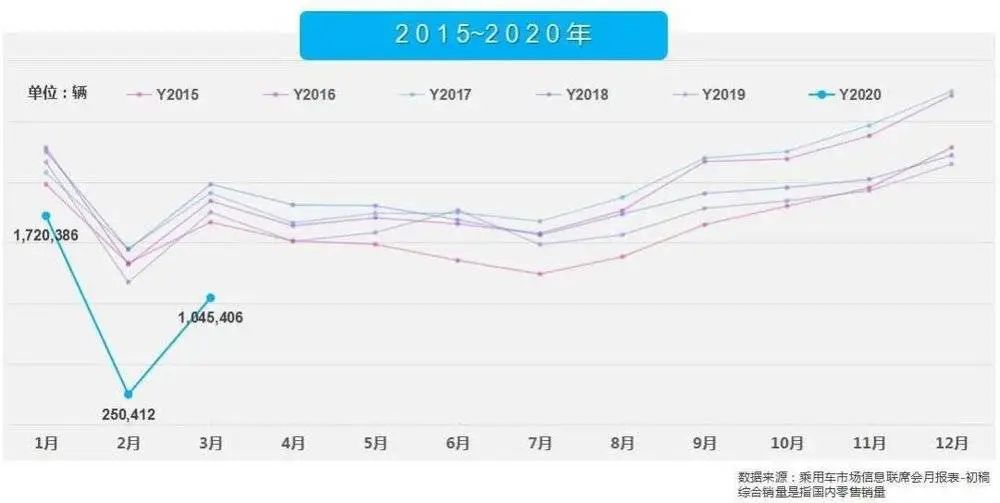 2015~2020年
单位：辆 Y2015 Y2016 Y2017 Y2018 Y2019 Y2020
1,720,386
1,045,406
250,412
1月 2月 3月 4月 5月 6月 7月 8月 9月 10月 11月 12月
数据来源：乘用车市场信息联席会月报表-初稿
综合销量是指国内零售销量